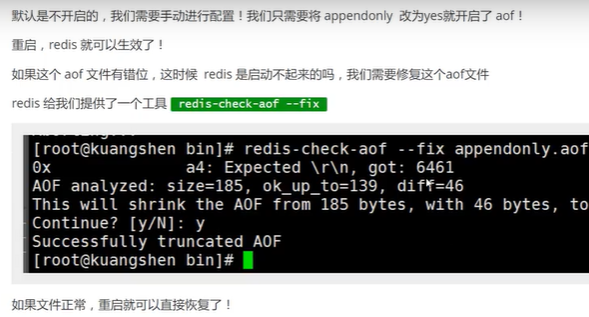 默认是不开启的，我们需要手动进行配置！我们只需要将 appendonly 改为yes就开启了 aof！
重启，redis 就可以生效了！
如果这个 aof 文件有错位，这时候 redis 是启动不起来的吗，我们需要修复这个aof文件
redis 给我们提供了一个工具 redis-check-aof --fix
[root@kuangshen bin]# redis-check-aof --fix appendonly.aof
0x              a4: Expected \r\n, got: 6461
AOF analyzed: size=185, ok_up_to=139, diff=46
This will shrink the AOF from 185 bytes, with 46 bytes, to
Continue? [y/N]: y
Successfully truncated AOF
[root@kuangshen bin]#
如果文件正常，重启就可以直接恢复了！